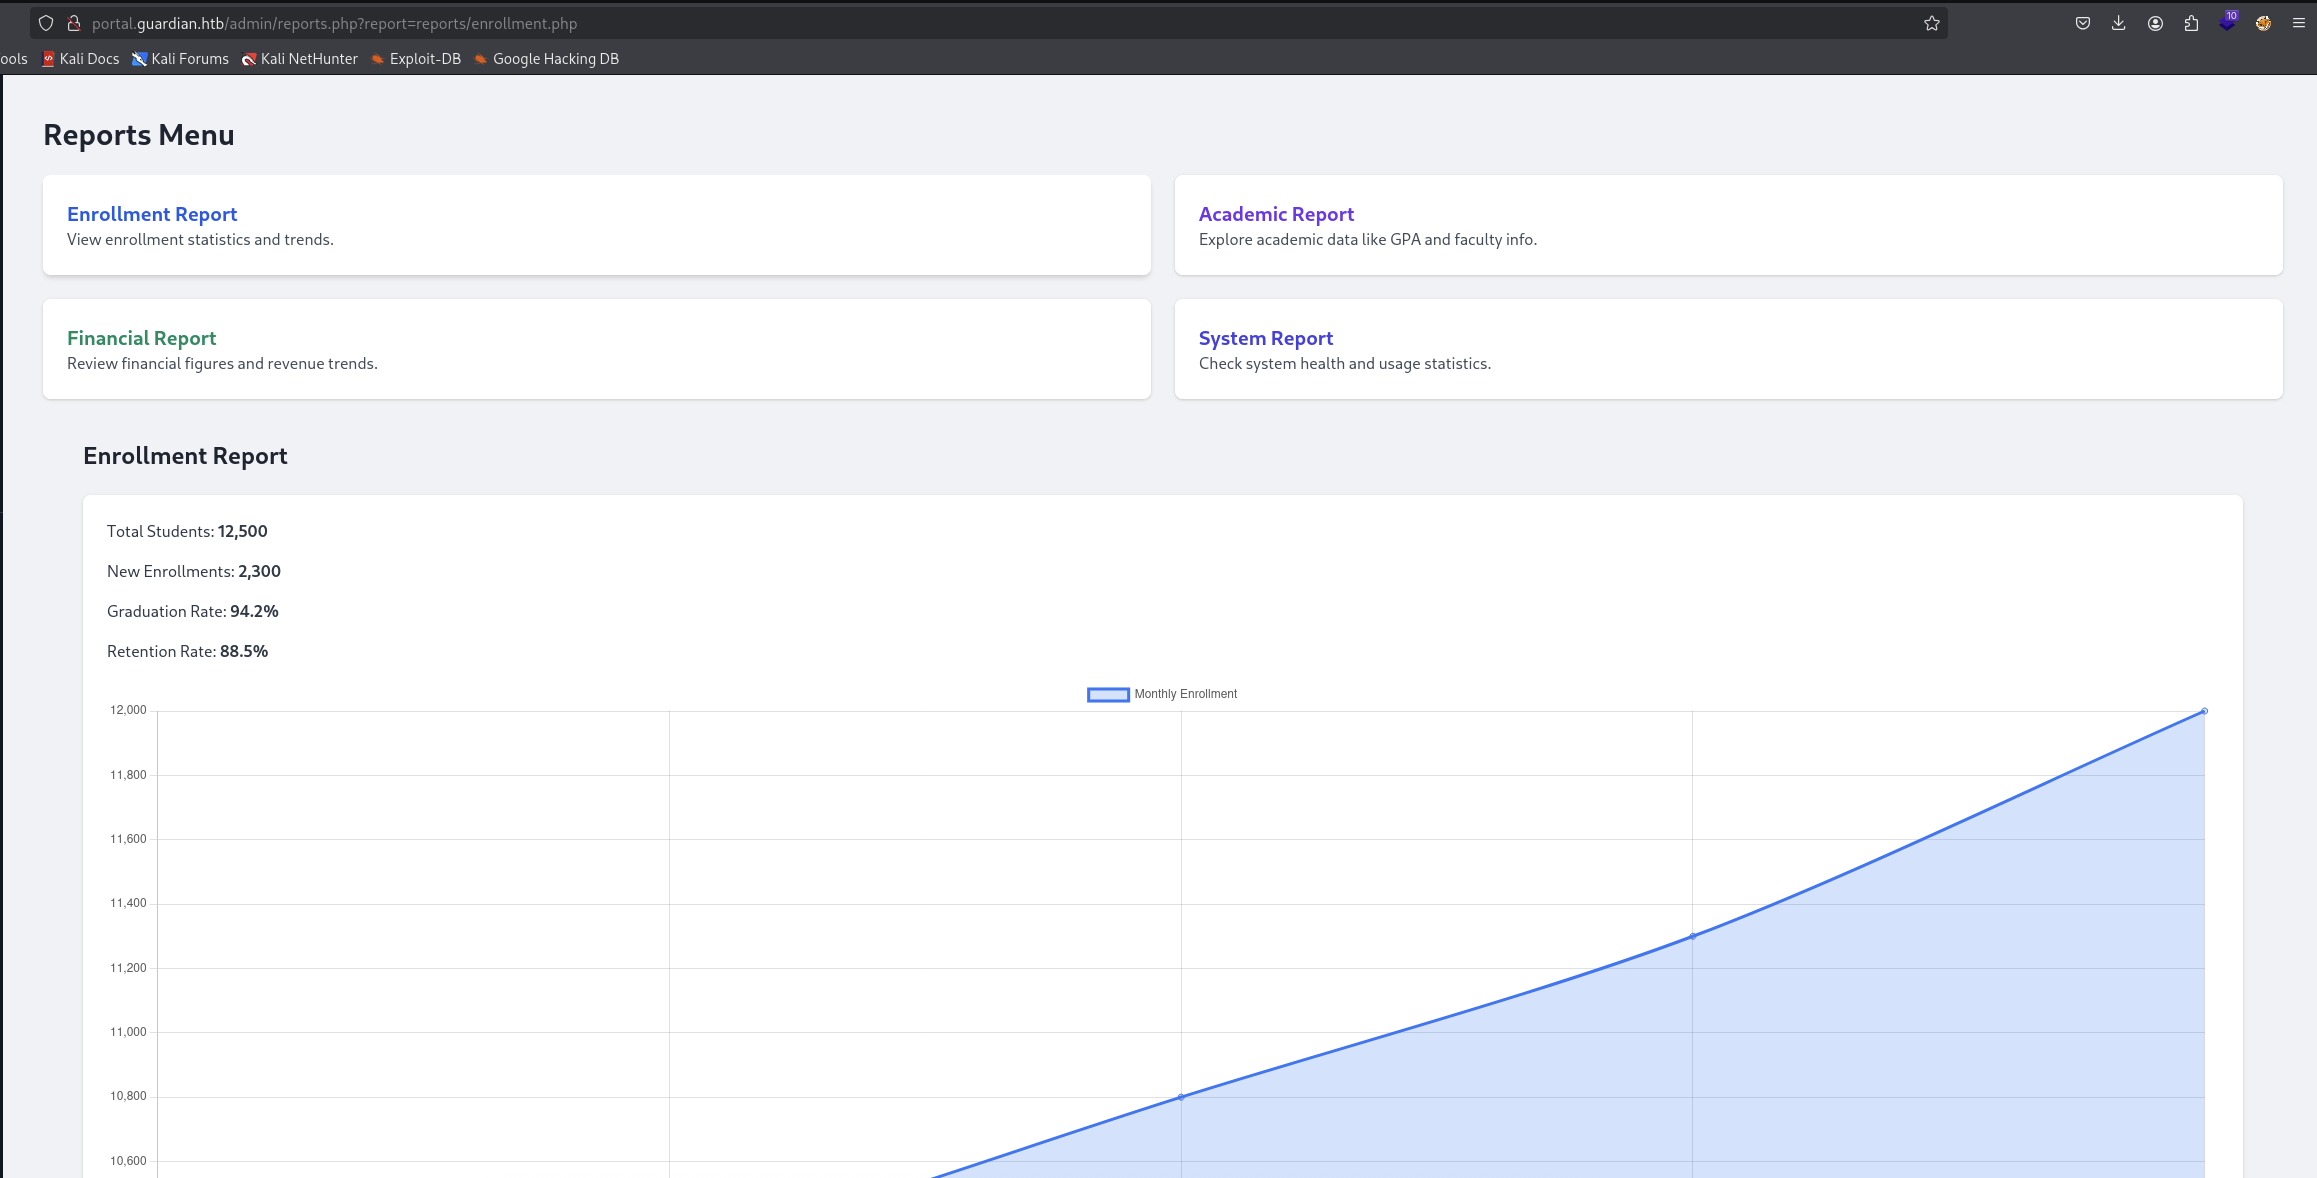 portal.guardian.htb/admin/reports.php?report=reports/enrollment.php
10
ools Kali Docs Kali Forums Kali NetHunter Exploit-DB Google Hacking DB
Reports Menu
Enrollment Report
View enrollment statistics and trends.
Academic Report
Explore academic data like GPA and faculty info.
Financial Report
Review financial figures and revenue trends.
System Report
Check system health and usage statistics.
Enrollment Report
Total Students: 12,500
New Enrollments: 2,300
Graduation Rate: 94.2%
Retention Rate: 88.5%
Monthly Enrollment
12,000
11,800
11,600
11,400
11,200
11,000
10,800
10,600